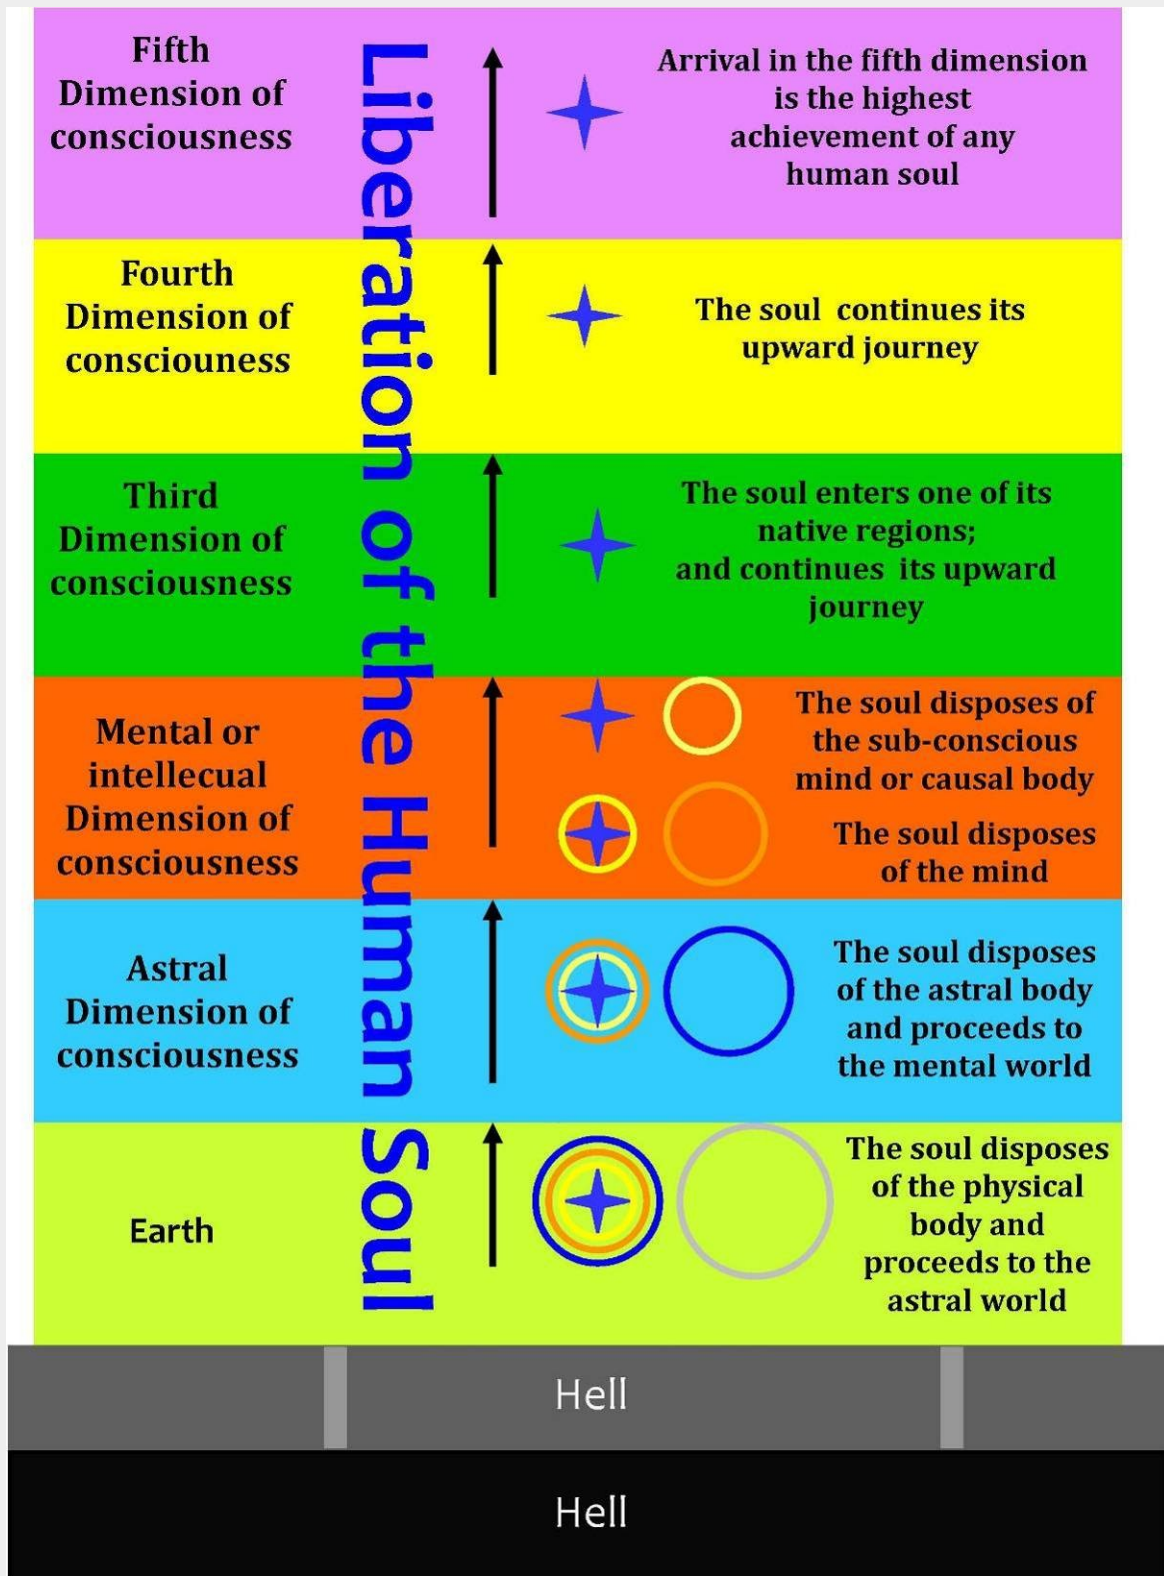 Fifth
Dimension of
consciousness
Arrival in the fifth dimension
is the highest
achievement of any
human soul
Liberation of the Human Soul
Fourth
Dimension of
consciouness
The soul continues its
upward journey
Third
Dimension of
consciousness
The soul enters one of its
native regions;
and continues its upward
journey
Mental or
intellecual
Dimension of
consciousness
The soul disposes of
the sub-conscious
mind or causal body
The soul disposes
of the mind
Astral
Dimension of
consciousness
The soul disposes
of the astral body
and proceeds to
the mental world
Earth
The soul disposes
of the physical
body and
proceeds to the
astral world
Hell
Hell